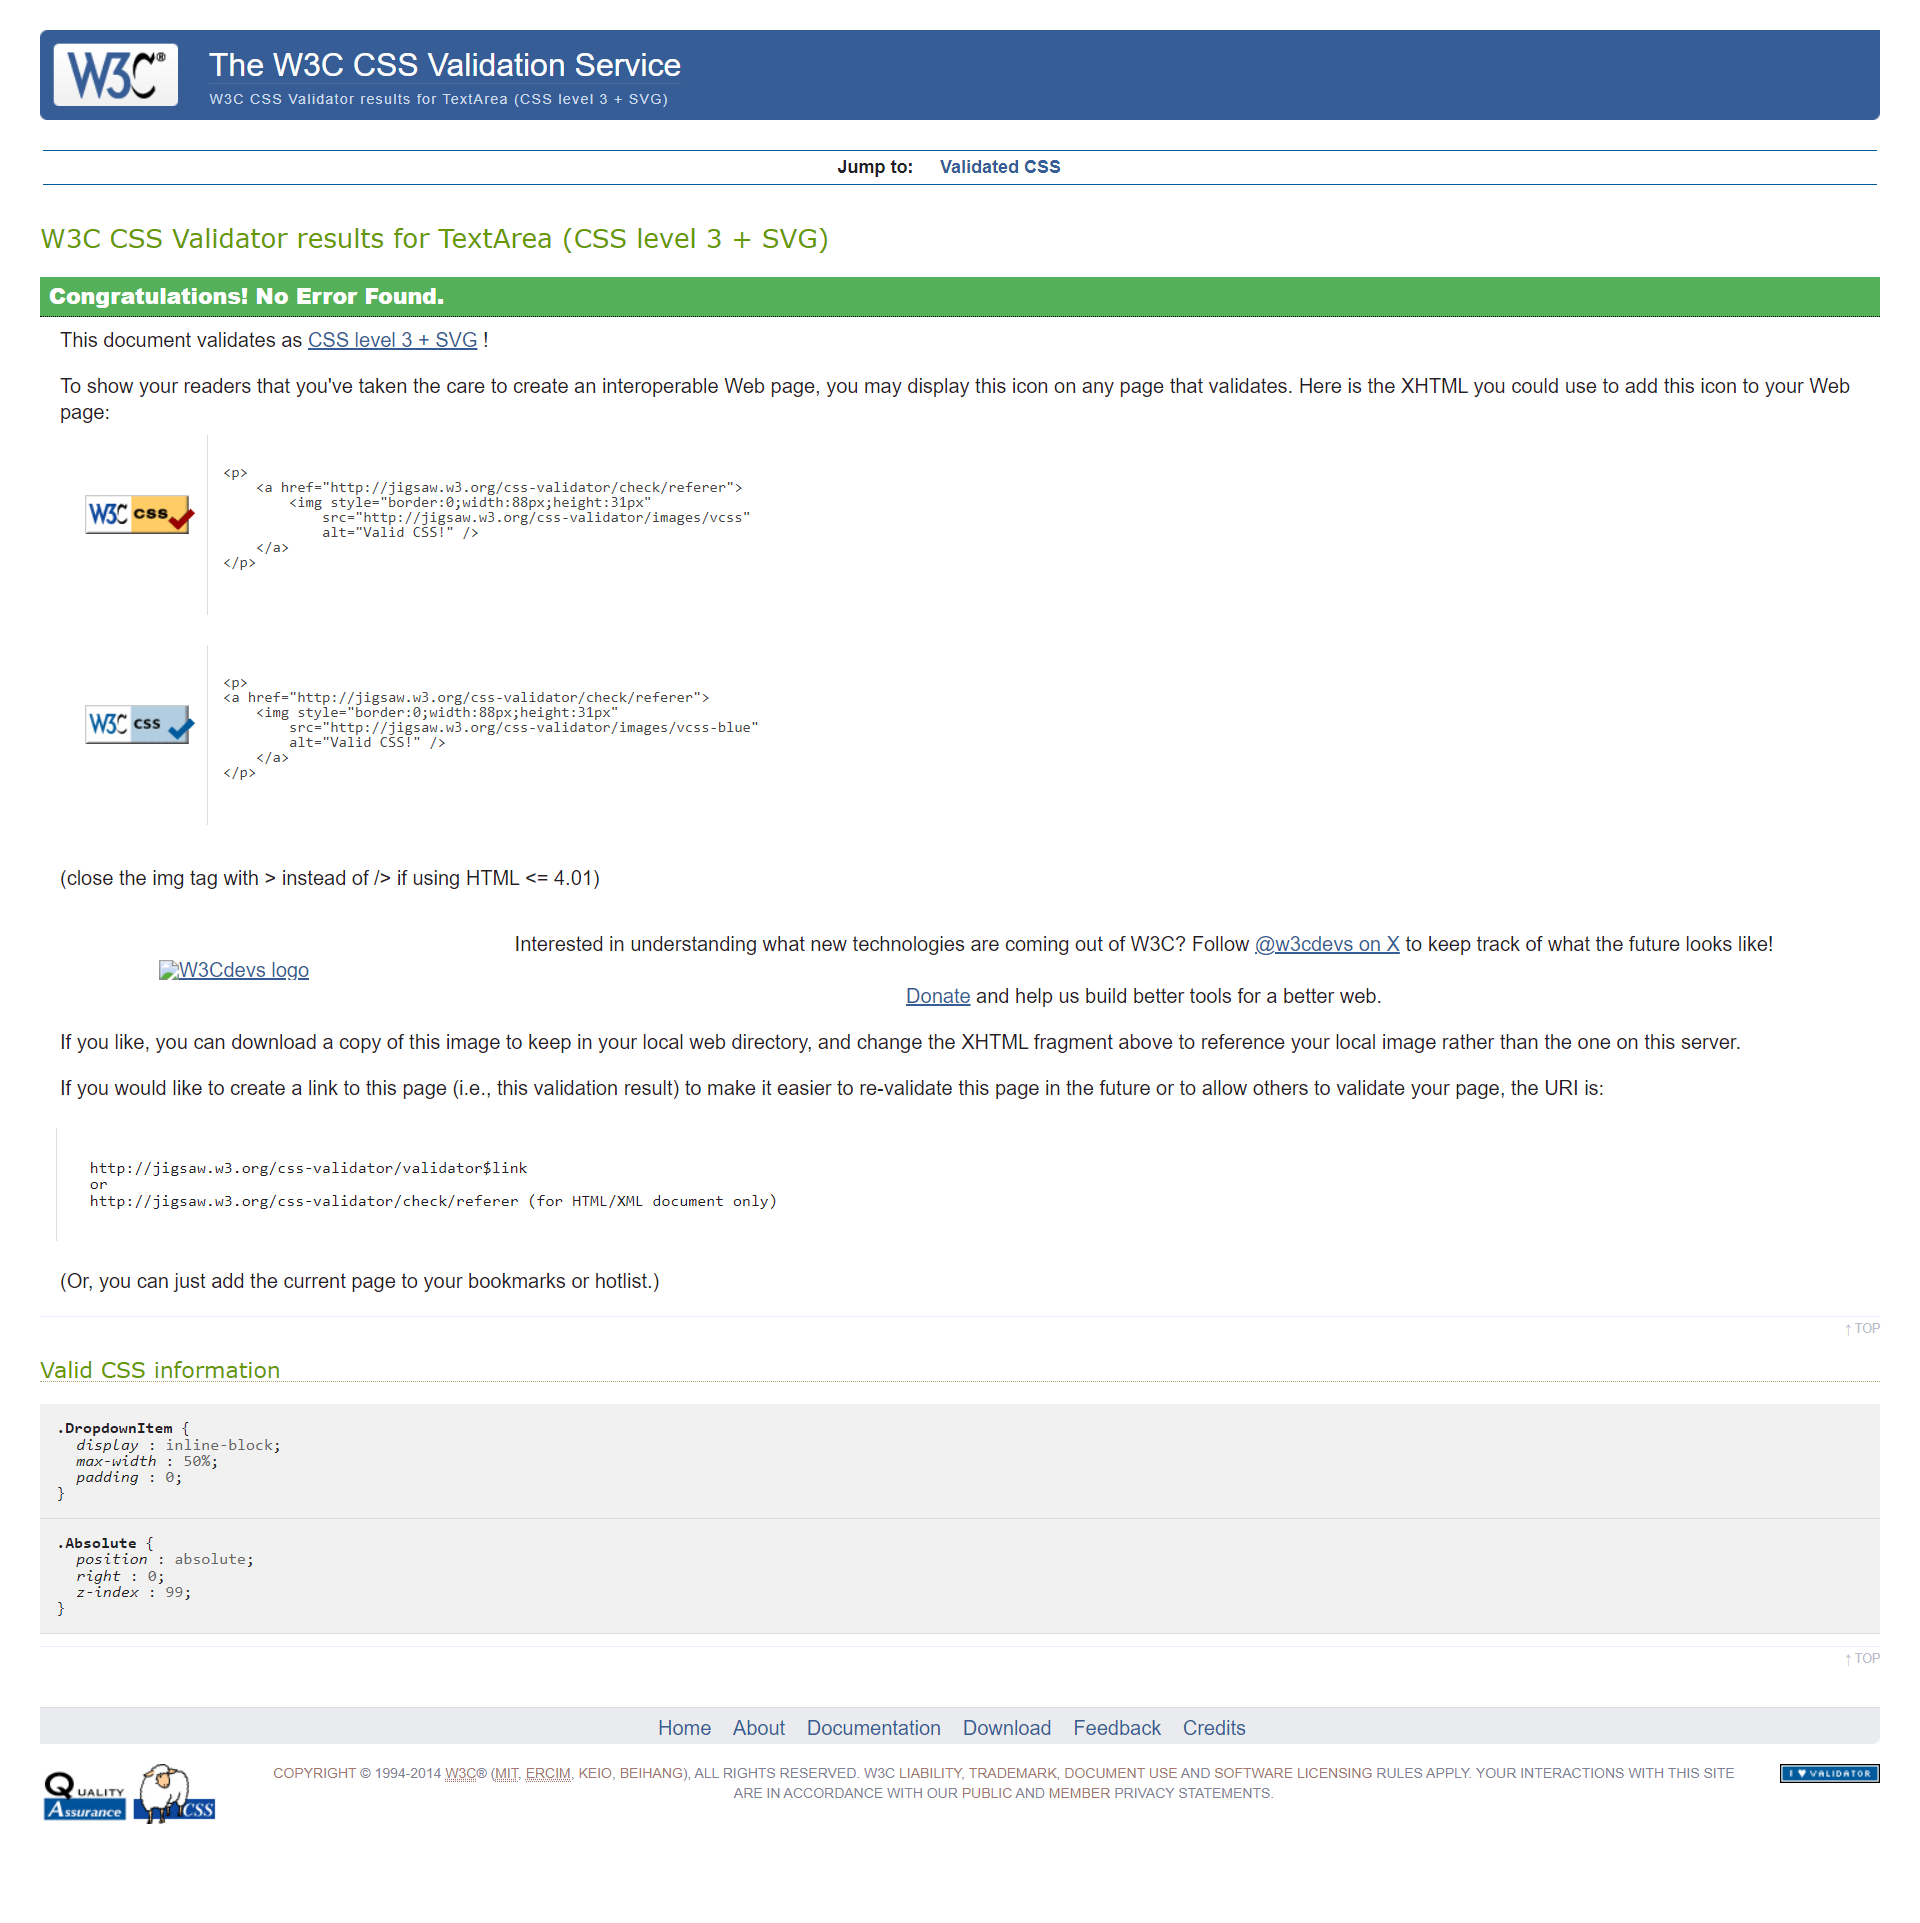 W3C®
The W3C CSS Validation Service
W3C CSS Validator results for TextArea (CSS level 3 + SVG)
Jump to: Validated CSS
W3C CSS Validator results for TextArea (CSS level 3 + SVG)
Congratulations! No Error Found.
This document validates as CSS level 3 + SVG !
To show your readers that you've taken the care to create an interoperable Web page, you may display this icon on any page that validates. Here is the XHTML you could use to add this icon to your Web
page:
W3C css
<p>
<a href="http://jigsaw.w3.org/css-validator/check/referer">
<img style="border:0;width:88px;height:31px"
src="http://jigsaw.w3.org/css-validator/images/vcss"
alt="Valid CSS!" />
</a>
</p>
W3C css
<p>
<a href="http://jigsaw.w3.org/css-validator/check/referer">
<img style="border:0;width:88px;height:31px"
src="http://jigsaw.w3.org/css-validator/images/vcss-blue"
alt="Valid CSS!" />
</a>
</p>
(close the img tag with > instead of /> if using HTML <= 4.01)
W3Cdevs logo
Interested in understanding what new technologies are coming out of W3C? Follow @w3cdevs on X to keep track of what the future looks like!
Donate and help us build better tools for a better web.
If you like, you can download a copy of this image to keep in your local web directory, and change the XHTML fragment above to reference your local image rather than the one on this server.
If you would like to create a link to this page (i.e., this validation result) to make it easier to re-validate this page in the future or to allow others to validate your page, the URI is:
http://jigsaw.w3.org/css-validator/validator$link
or
http://jigsaw.w3.org/css-validator/check/referer (for HTML/XML document only)
(Or, you can just add the current page to your bookmarks or hotlist.)
↑ TOP
Valid CSS information
.DropdownItem {
display : inline-block;
max-width : 50%;
padding : 0;
}
.Absolute {
position : absolute;
right : 0;
z-index : 99;
}
↑ TOP
Home About Documentation Download Feedback Credits
QUALITY
Assurance
CSS
COPYRIGHT © 1994-2014 W3C® (MIT, ERCIM, KEIO, BEIHANG), ALL RIGHTS RESERVED. W3C LIABILITY, TRADEMARK, DOCUMENT USE AND SOFTWARE LICENSING RULES APPLY. YOUR INTERACTIONS WITH THIS SITE
ARE IN ACCORDANCE WITH OUR PUBLIC AND MEMBER PRIVACY STATEMENTS.
I ♥ VALIDATOR